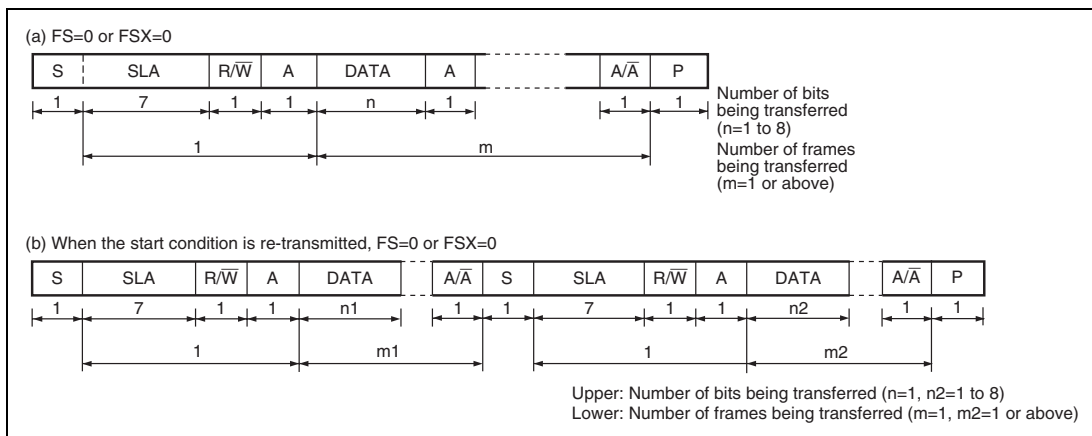 (a) FS=0 or FSX=0
S SLA R/W̅ A DATA A A/A̅ P
1 7 1 1 n 1 1 1
Number of bits
being transferred
(n=1 to 8)
1 m
Number of frames
being transferred
(m=1 or above)
(b) When the start condition is re-transmitted, FS=0 or FSX=0
S SLA R/W̅ A DATA A/A̅ S SLA R/W̅ A DATA A/A̅ P
1 7 1 1 n1 1 1 7 1 1 n2 1 1
1 m1 1 m2
Upper: Number of bits being transferred (n=1, n2=1 to 8)
Lower: Number of frames being transferred (m=1, m2=1 or above)